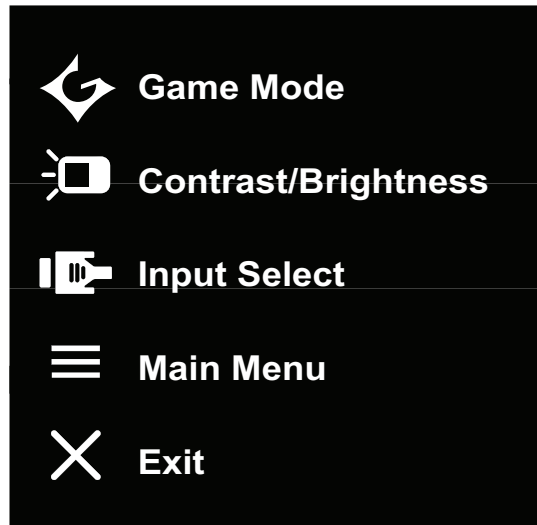 Game Mode
Contrast/Brightness
Input Select
Main Menu
Exit